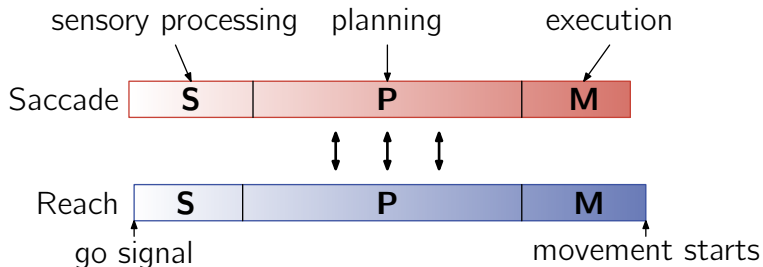 sensory processing planning execution
Saccade S P M
Reach S P M
go signal movement starts